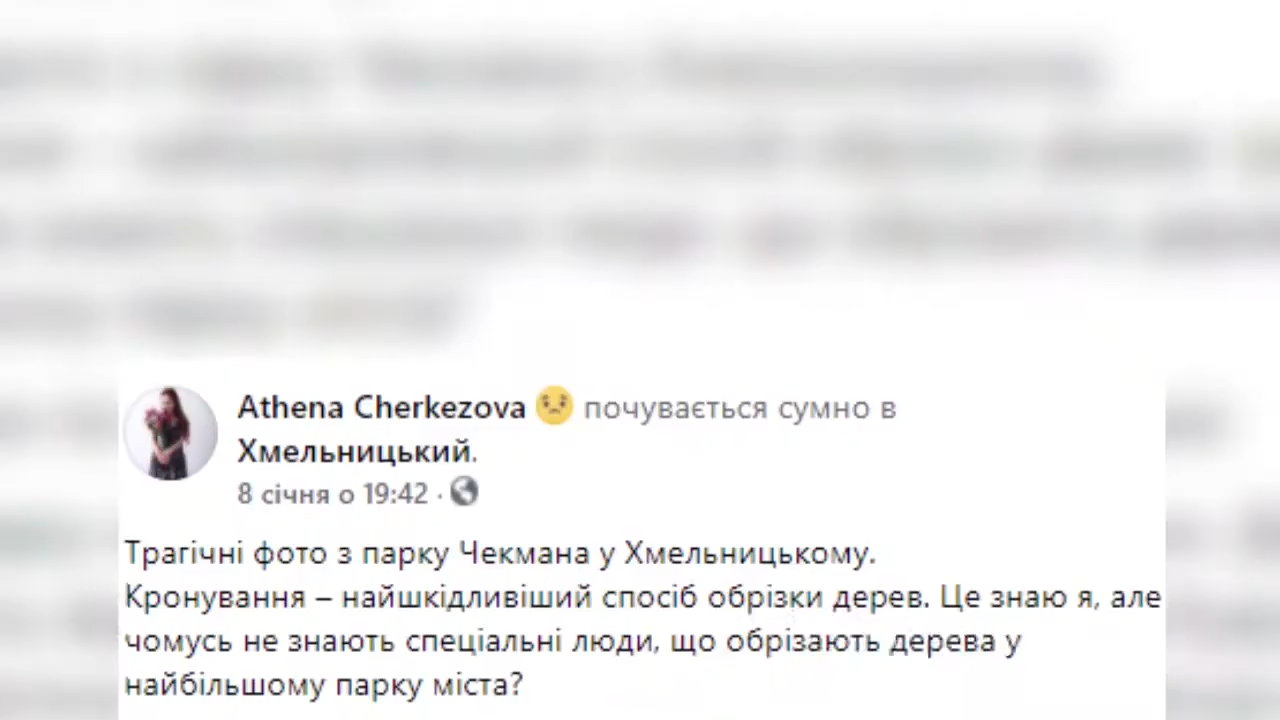 Athena Cherkezova 😟 почувається сумно в
Хмельницький.
8 січня о 19:42 ·
Трагічні фото з парку Чекмана у Хмельницькому.
Кронування – найшкідливіший спосіб обрізки дерев. Це знаю я, але
чомусь не знають спеціальні люди, що обрізають дерева у
найбільшому парку міста?